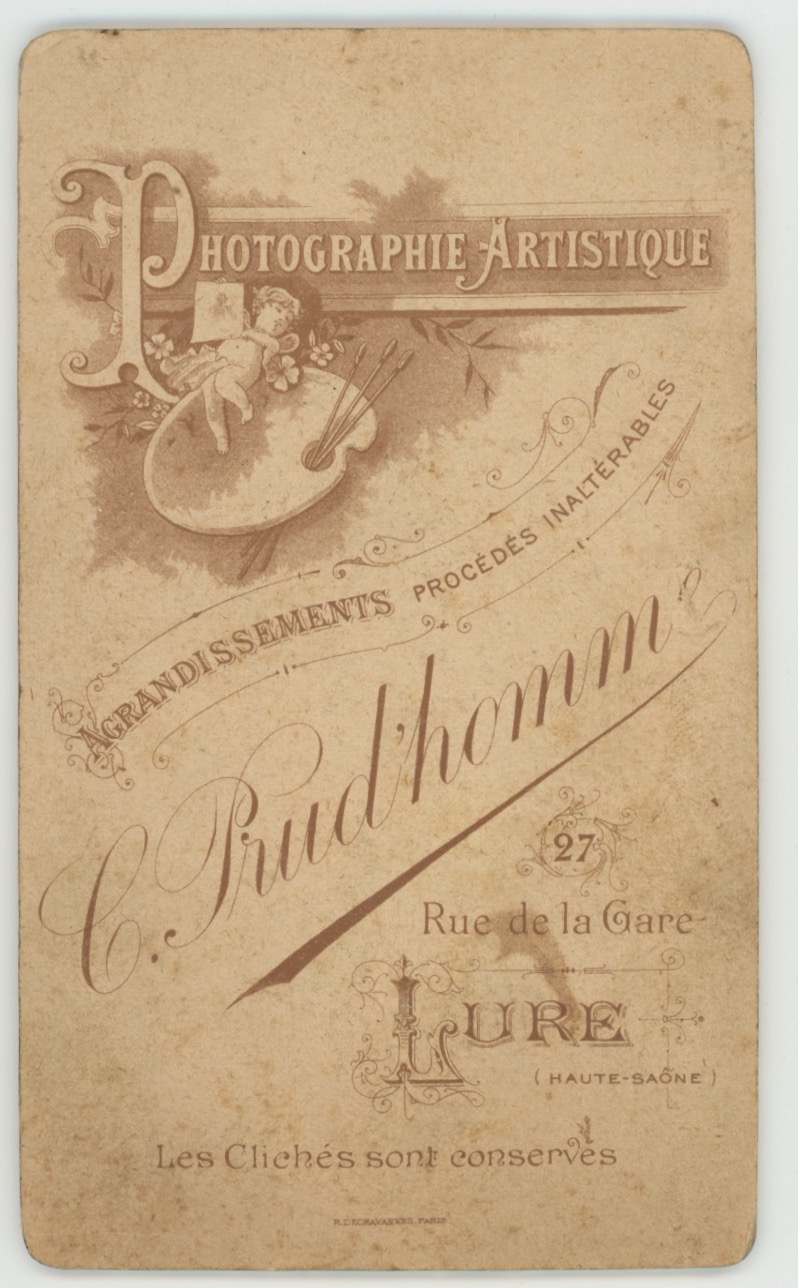 PHOTOGRAPHIE ARTISTIQUE
AGRANDISSEMENTS PROCÉDÉS INALTÉRABLES
C. Prud'homme
27
Rue de la Gare
LURE
(HAUTE-SAÔNE)
Les Clichés sont conservés
PARIS